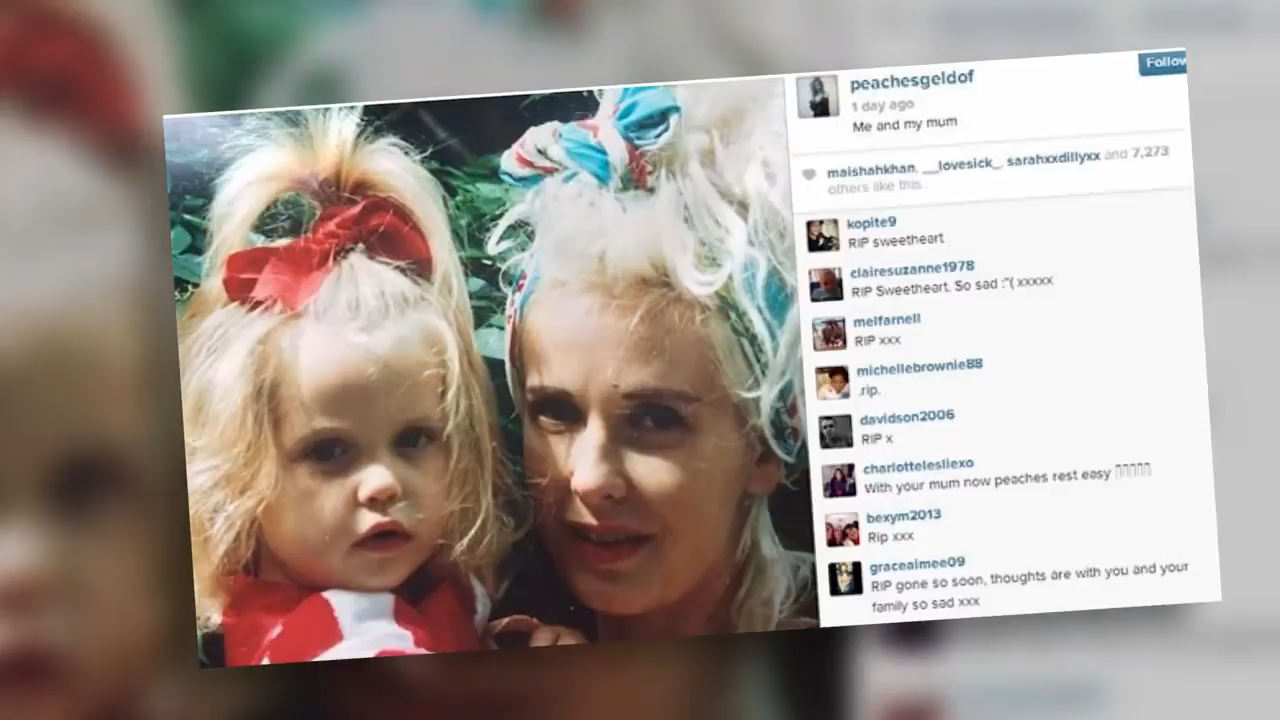 Follow
peachesgeldof
1 day ago
Me and my mum
maishahkhan, __lovesick_, sarahxxdillyxx and 7,273
others like this.
kopite9
RIP sweetheart
clairesuzanne1978
RIP Sweetheart. So sad :"( xxxxx
melfarnell
RIP xxx
michellebrownie88
.rip.
davidson2006
RIP x
charlotteslesliexo
With your mum now peaches rest easy
bexym2013
Rip xxx
graceaimee09
RIP gone so soon, thoughts are with you and your
family so sad xxx